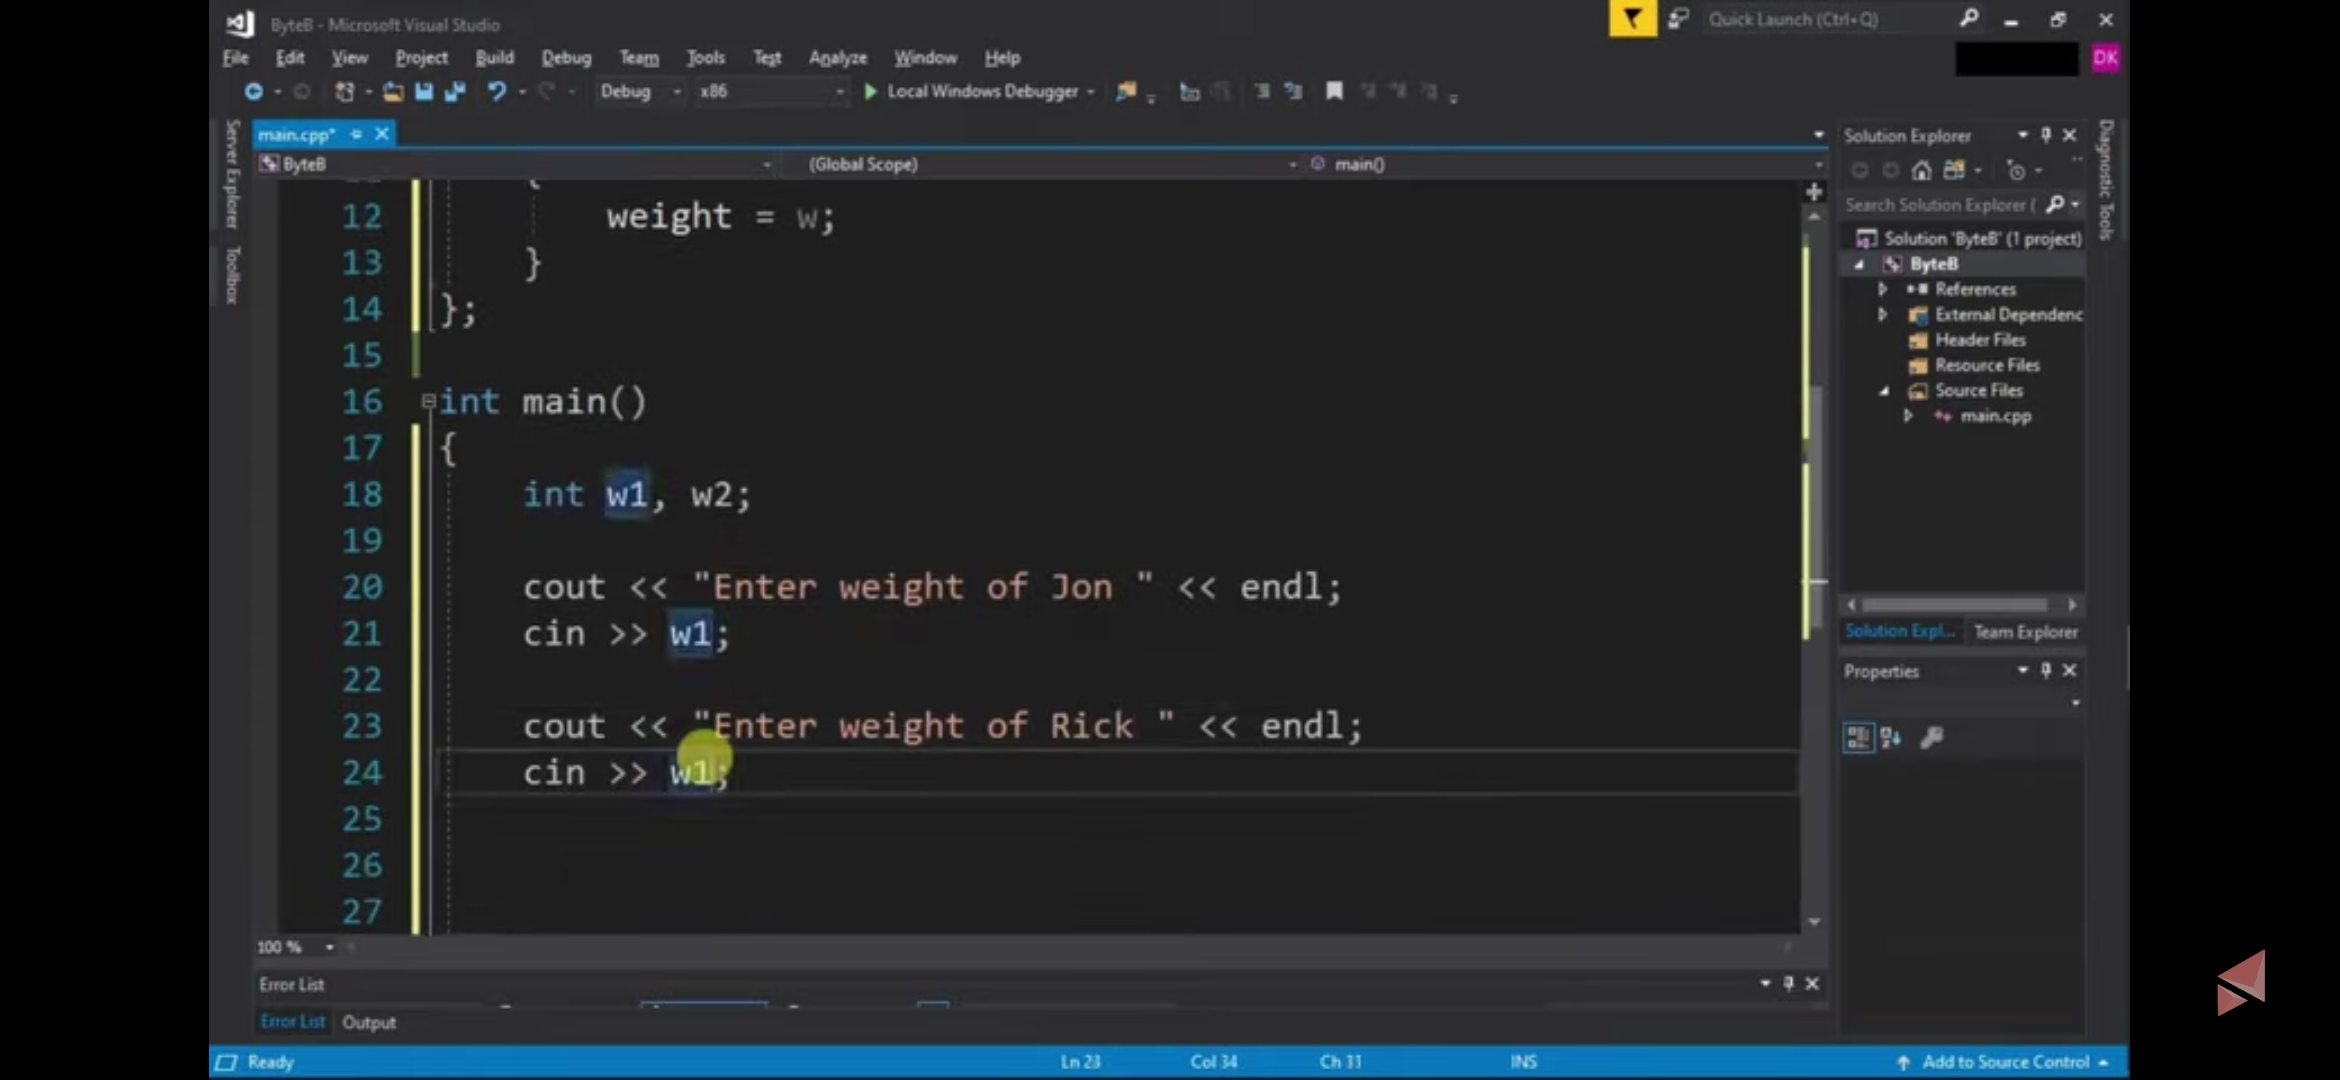 ByteB - Microsoft Visual Studio
Quick Launch (Ctrl+Q)
File Edit View Project Build Debug Team Tools Test Analyze Window Help
DK
Debug x86 Local Windows Debugger
Server Explorer
Toolbox
main.cpp*
ByteB (Global Scope) main()
{
12 weight = w;
13 }
14 };
15
16 int main()
17 {
18 int w1, w2;
19
20 cout << "Enter weight of Jon " << endl;
21 cin >> w1;
22
23 cout << "Enter weight of Rick " << endl;
24 cin >> w1;
25
26
27
100 %
Error List
Error List Output
Solution Explorer
Search Solution Explorer (
Solution 'ByteB' (1 project)
ByteB
References
External Dependenc
Header Files
Resource Files
Source Files
main.cpp
Solution Expl... Team Explorer
Properties
Diagnostic Tools
Ready Ln 23 Col 34 Ch 31 INS Add to Source Control